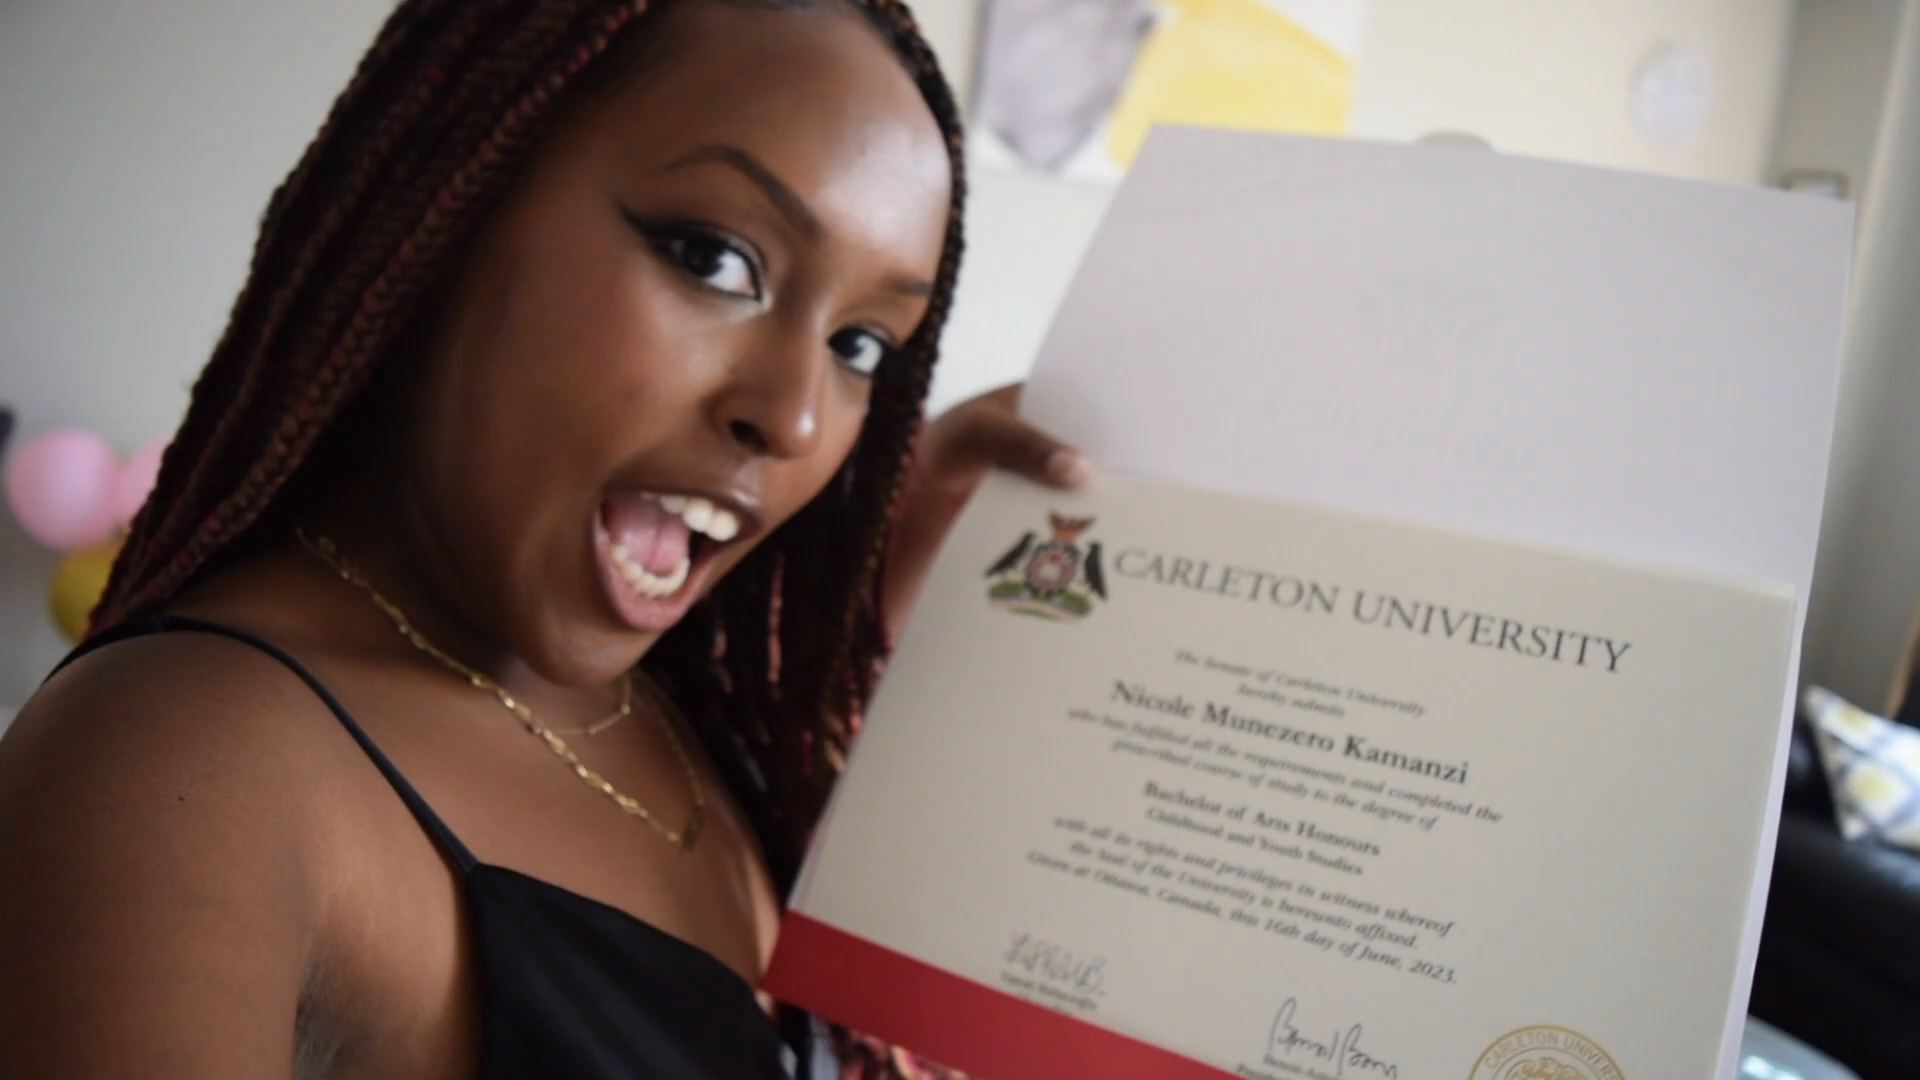 CARLETON UNIVERSITY
The Senate of Carleton University
hereby admits
Nicole Munezero Kamanzi
who has fulfilled all the requirements and completed the
prescribed course of study to the degree of
Bachelor of Arts Honours
Childhood and Youth Studies
with all its rights and privileges in witness whereof
the Seal of the University is hereunto affixed.
Given at Ottawa, Canada, this 16th day of June, 2023.
CARLETON UNIVERS